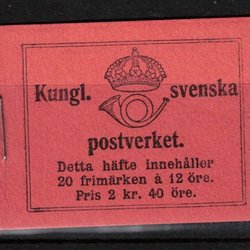 Kungl. svenska
postverket.
Detta häfte innehåller
20 frimärken à 12 öre.
Pris 2 kr. 40 öre.